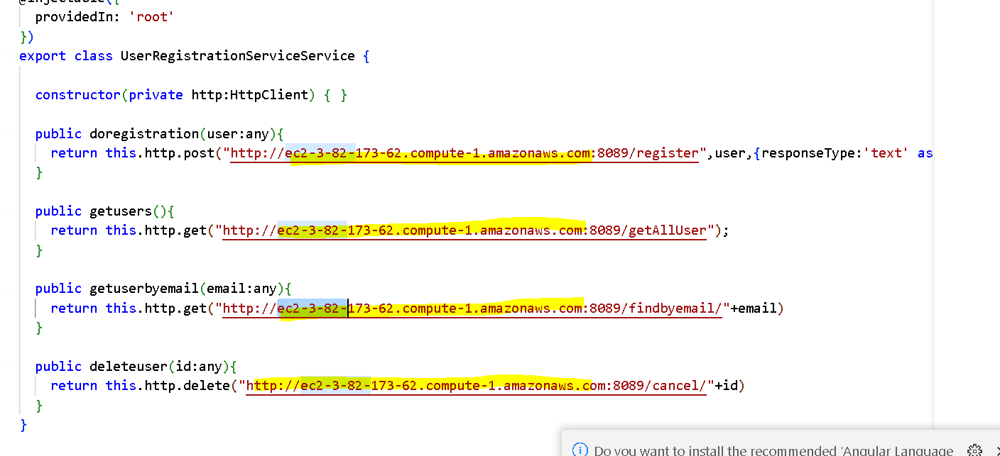 @Injectable({
providedIn: 'root'
})
export class UserRegistrationServiceService {
constructor(private http:HttpClient) { }
public doregistration(user:any){
return this.http.post("http://ec2-3-82-173-62.compute-1.amazonaws.com:8089/register",user,{responseType:'text' as
}
public getusers(){
return this.http.get("http://ec2-3-82-173-62.compute-1.amazonaws.com:8089/getAllUser");
}
public getuserbyemail(email:any){
return this.http.get("http://ec2-3-82-173-62.compute-1.amazonaws.com:8089/findbyemail/"+email)
}
public deleteuser(id:any){
return this.http.delete("http://ec2-3-82-173-62.compute-1.amazonaws.com:8089/cancel/"+id)
}
}
Do you want to install the recommended 'Angular Language